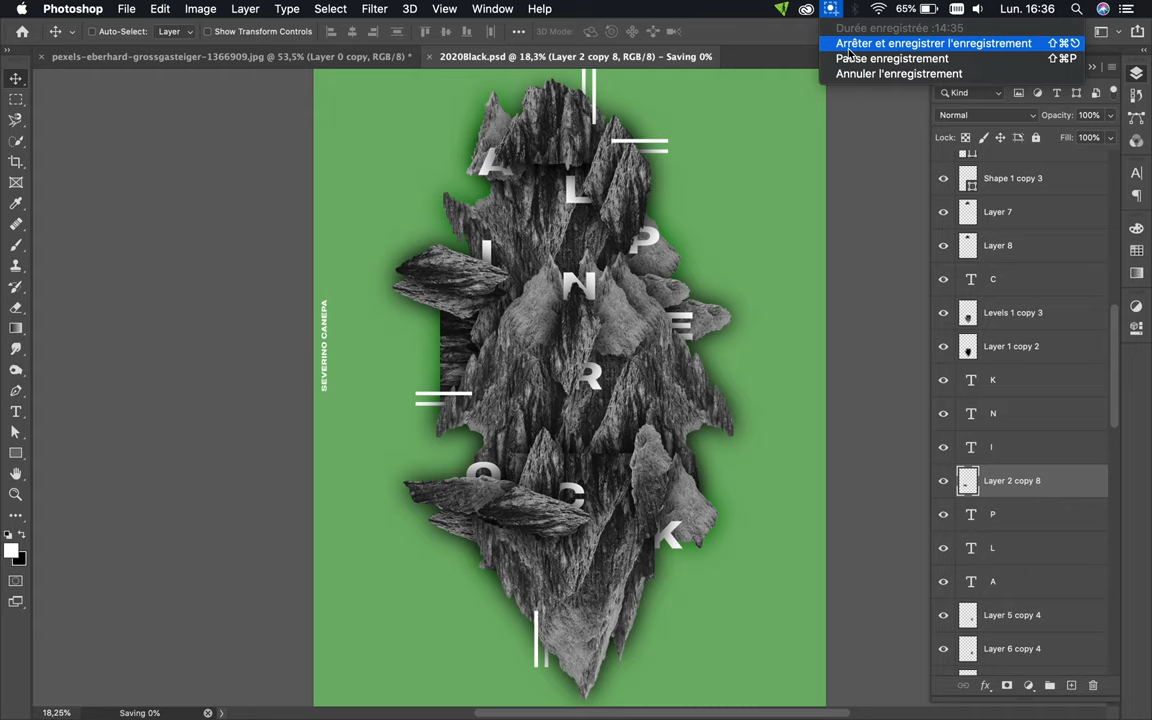 Photoshop File Edit Image Layer Type Select Filter 3D View Window Help
65% Lun. 16:36
Durée enregistrée :14:35
Arrêter et enregistrer l'enregistrement
Pause enregistrement ⇧⌘P
Annuler l'enregistrement
Auto-Select: Layer Show Transform Controls 3D Mode:
pexels-eberhard-grossgasteiger-1366909.jpg @ 53,5% (Layer 0 copy, RGB/8) *
2020Black.psd @ 18,3% (Layer 2 copy 8, RGB/8) – Saving 0%
Kind
Normal Opacity: 100%
Lock: Fill: 100%
Shape 1 copy 3
Layer 7
Layer 8
C
Levels 1 copy 3
Layer 1 copy 2
K
N
I
Layer 2 copy 8
P
L
A
Layer 5 copy 4
Layer 6 copy 4
A
L
P
I
N
E
R
O
C
K
SEVERINO CANEPA
18,25% Saving 0%